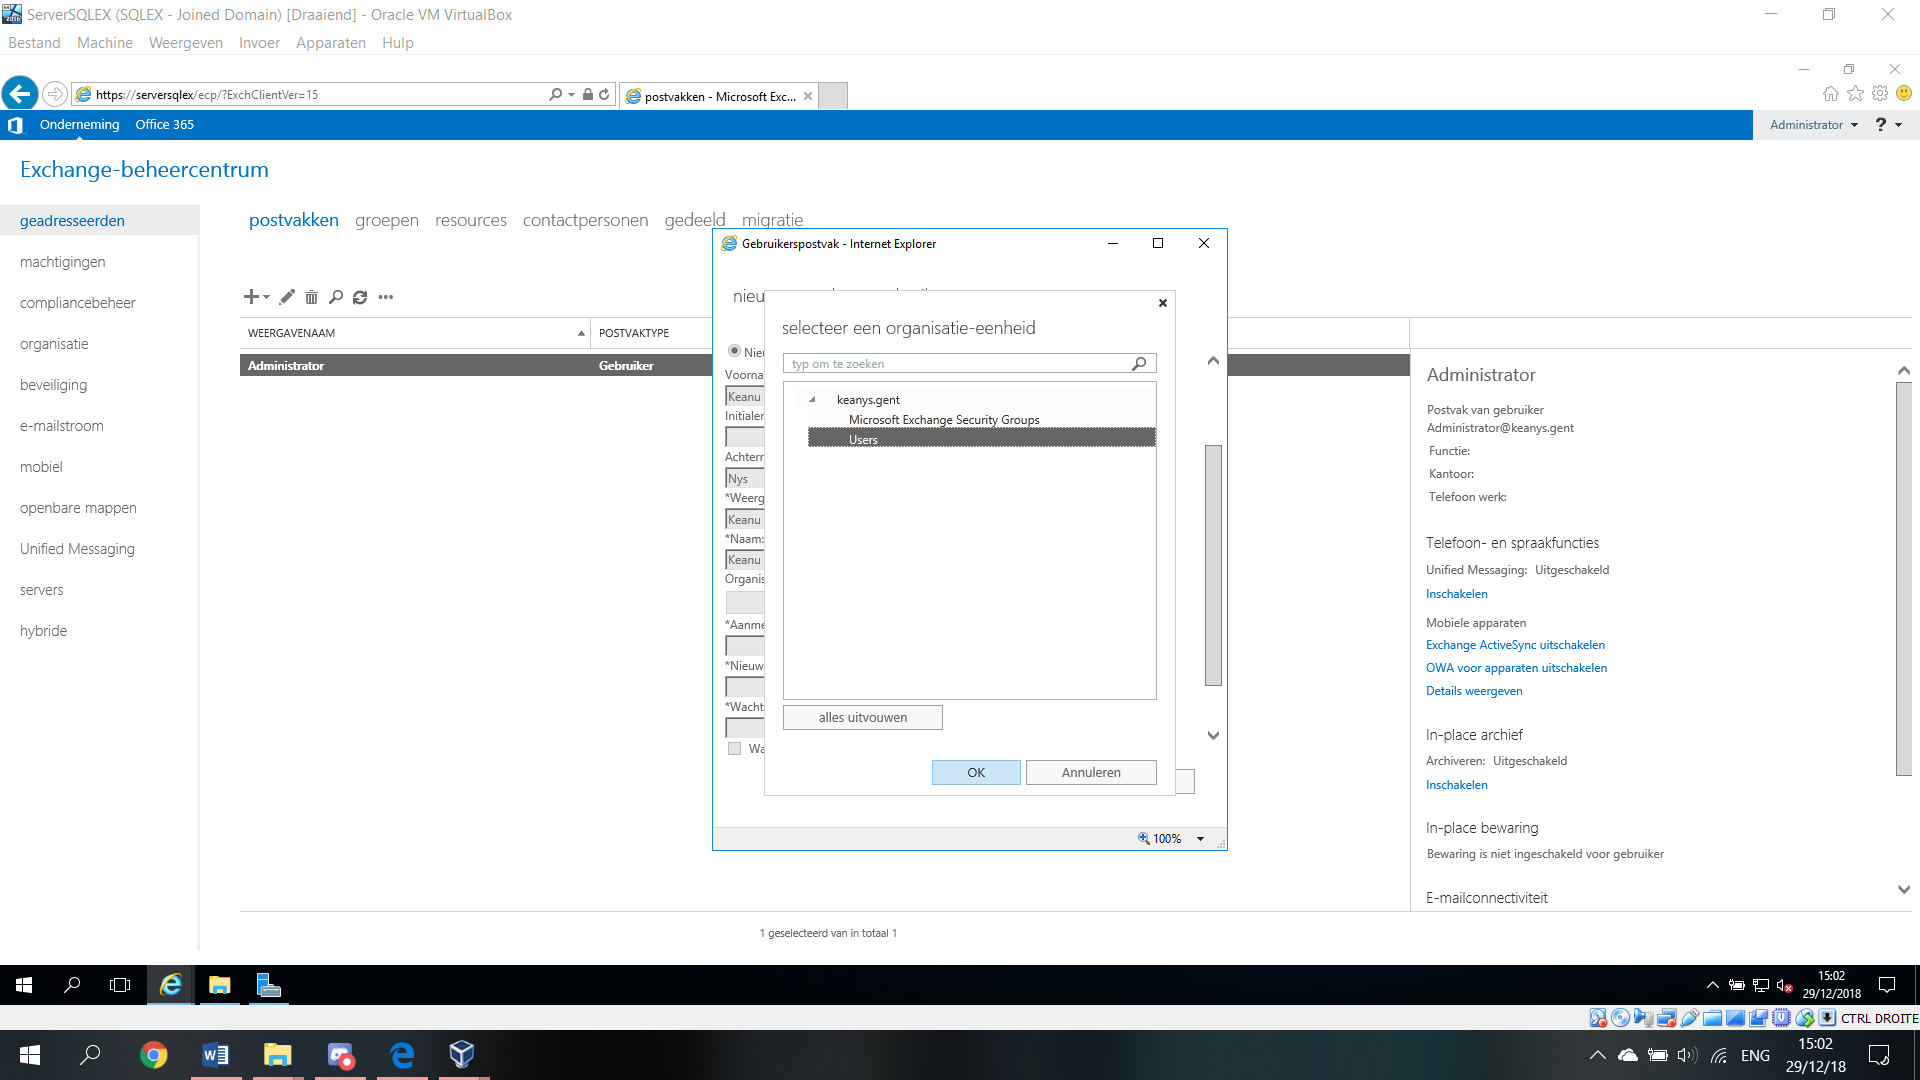 ServerSQLEX (SQLEX - Joined Domain) [Draaiend] - Oracle VM VirtualBox
Bestand Machine Weergeven Invoer Apparaten Hulp
https://serversqlex/ecp/?ExchClientVer=15
postvakken - Microsoft Exc...
Onderneming Office 365
Administrator ?
Exchange-beheercentrum
geadresseerden
machtigingen
compliancebeheer
organisatie
beveiliging
e-mailstroom
mobiel
openbare mappen
Unified Messaging
servers
hybride
postvakken groepen resources contactpersonen gedeeld migratie
WEERGAVENAAM POSTVAKTYPE
Administrator Gebruiker
Gebruikerspostvak - Internet Explorer
nieu
Nieu
Voorna
Keanu
Initialer
Achterr
Nys
*Weerg
Keanu
*Naam:
Keanu
Organis
*Aanme
*Nieuw
*Wacht
Wa
selecteer een organisatie-eenheid
typ om te zoeken
keanys.gent
Microsoft Exchange Security Groups
Users
alles uitvouwen
OK Annuleren
100%
Administrator
Postvak van gebruiker
Administrator@keanys.gent
Functie:
Kantoor:
Telefoon werk:
Telefoon- en spraakfuncties
Unified Messaging: Uitgeschakeld
Inschakelen
Mobiele apparaten
Exchange ActiveSync uitschakelen
OWA voor apparaten uitschakelen
Details weergeven
In-place archief
Archiveren: Uitgeschakeld
Inschakelen
In-place bewaring
Bewaring is niet ingeschakeld voor gebruiker
E-mailconnectiviteit
1 geselecteerd van in totaal 1
15:02
29/12/2018
CTRL DROITE
ENG
15:02
29/12/18